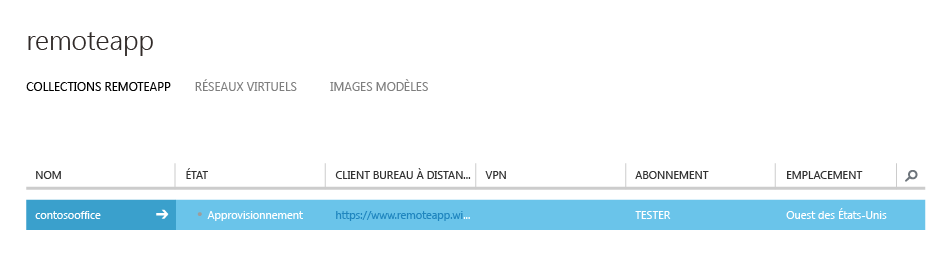 remoteapp
COLLECTIONS REMOTEAPP RÉSEAUX VIRTUELS IMAGES MODÈLES
NOM ÉTAT CLIENT BUREAU À DISTAN... VPN ABONNEMENT EMPLACEMENT
contosooffice Approvisionnement https://www.remoteapp.wi... TESTER Ouest des États-Unis